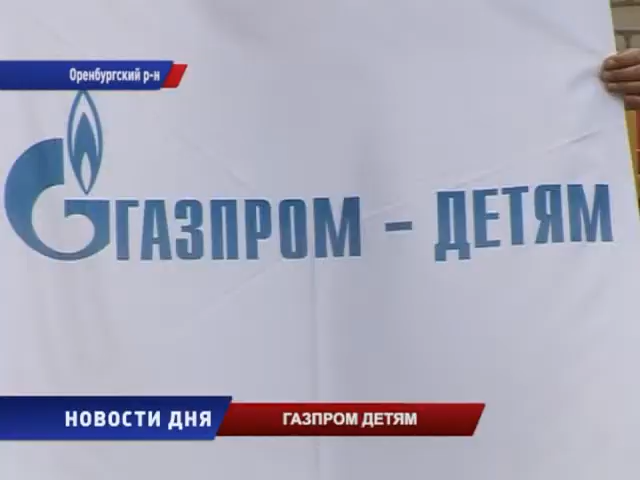 Оренбургский р-н
ГАЗПРОМ – ДЕТЯМ
НОВОСТИ ДНЯ
ГАЗПРОМ ДЕТЯМ